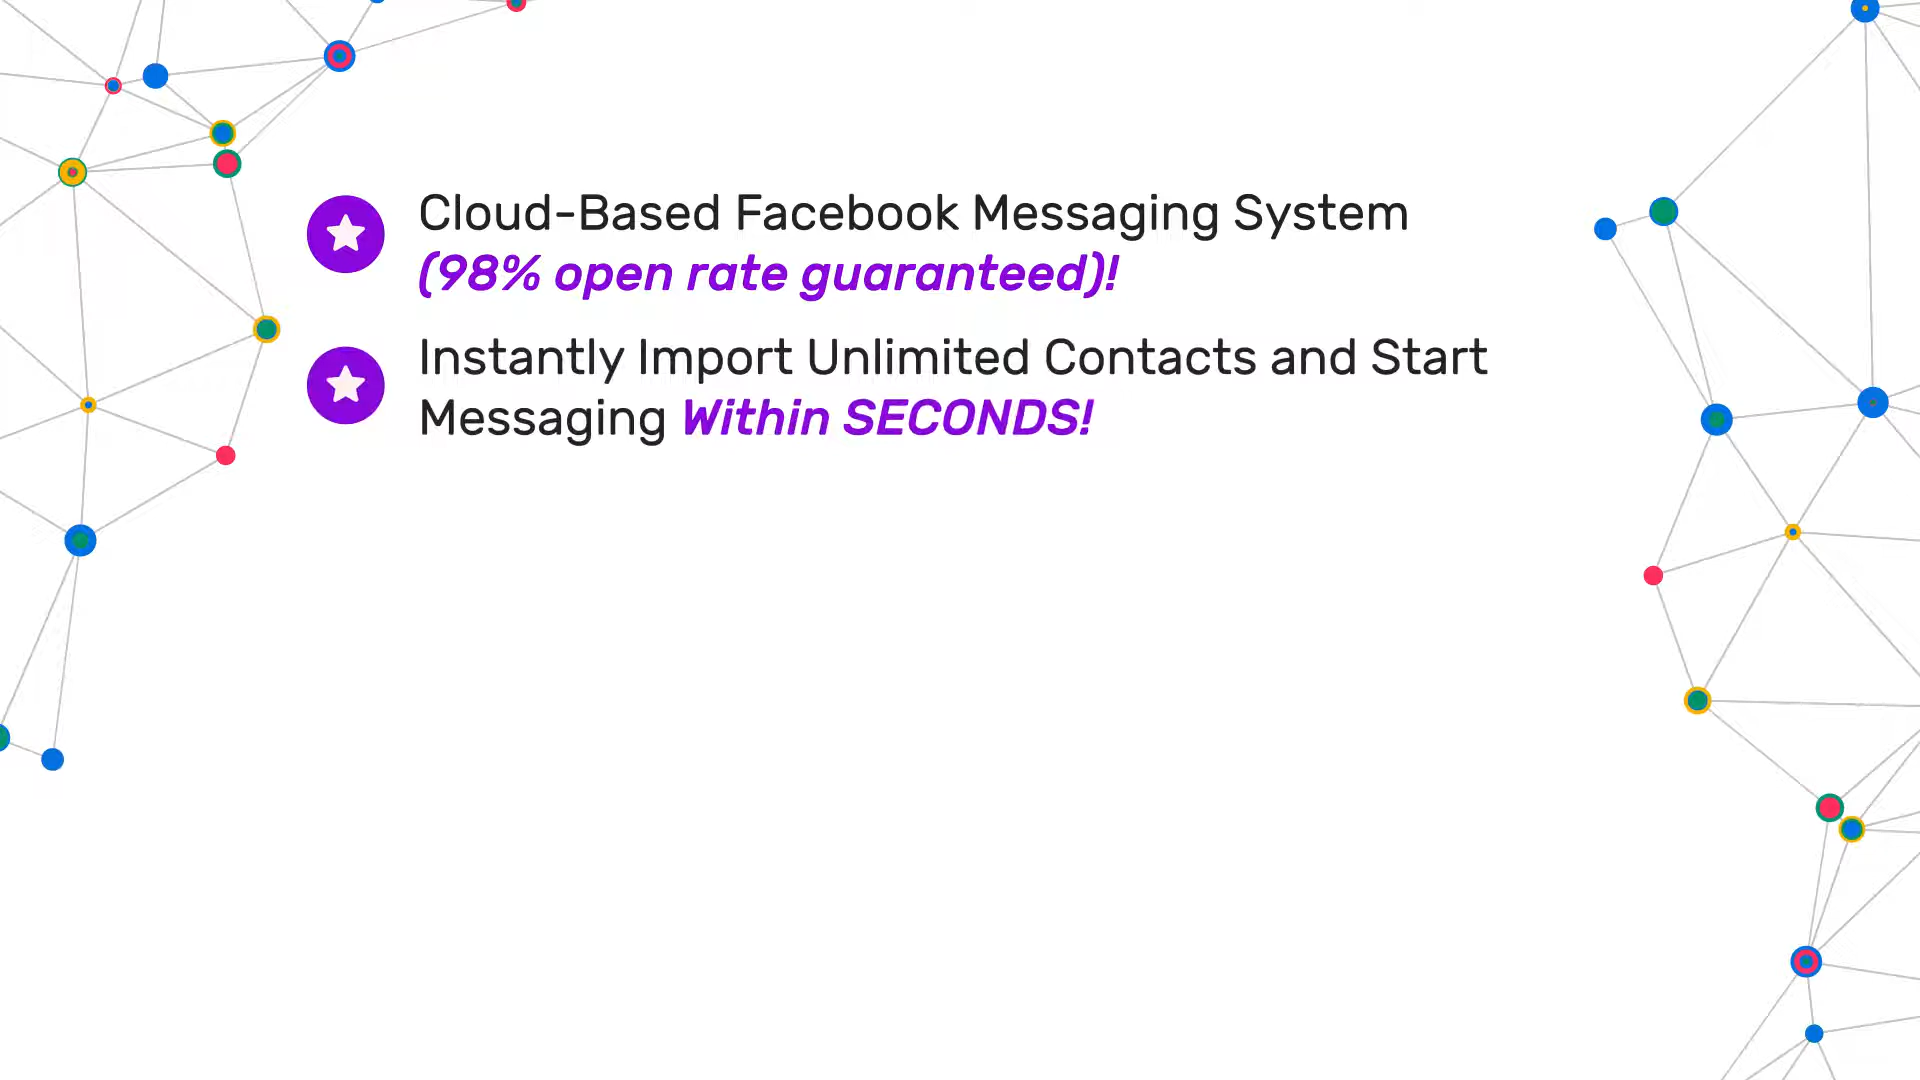 Cloud-Based Facebook Messaging System
(98% open rate guaranteed)!
Instantly Import Unlimited Contacts and Start
Messaging Within SECONDS!